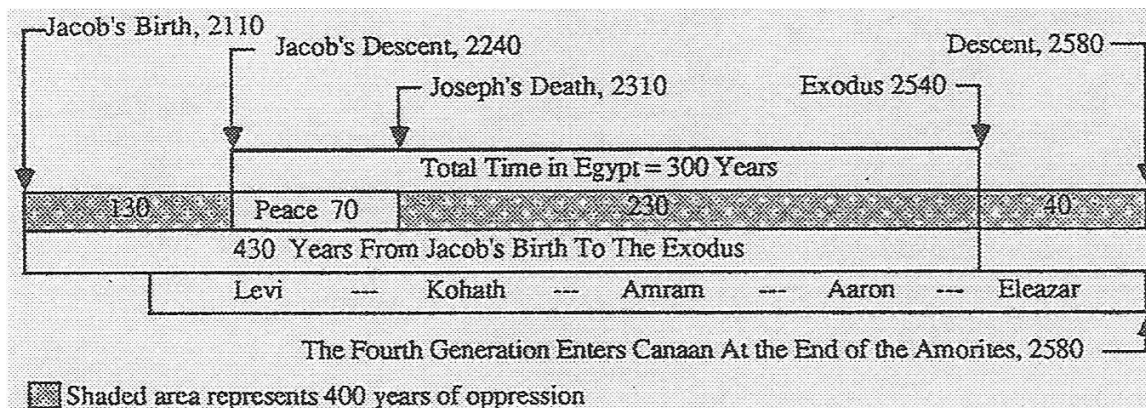 Jacob's Birth, 2110
Jacob's Descent, 2240
Descent, 2580
Joseph's Death, 2310
Exodus 2540
Total Time in Egypt = 300 Years
130 Peace 70 230 40
430 Years From Jacob's Birth To The Exodus
Levi --- Kohath --- Amram --- Aaron --- Eleazar
The Fourth Generation Enters Canaan At the End of the Amorites, 2580
Shaded area represents 400 years of oppression